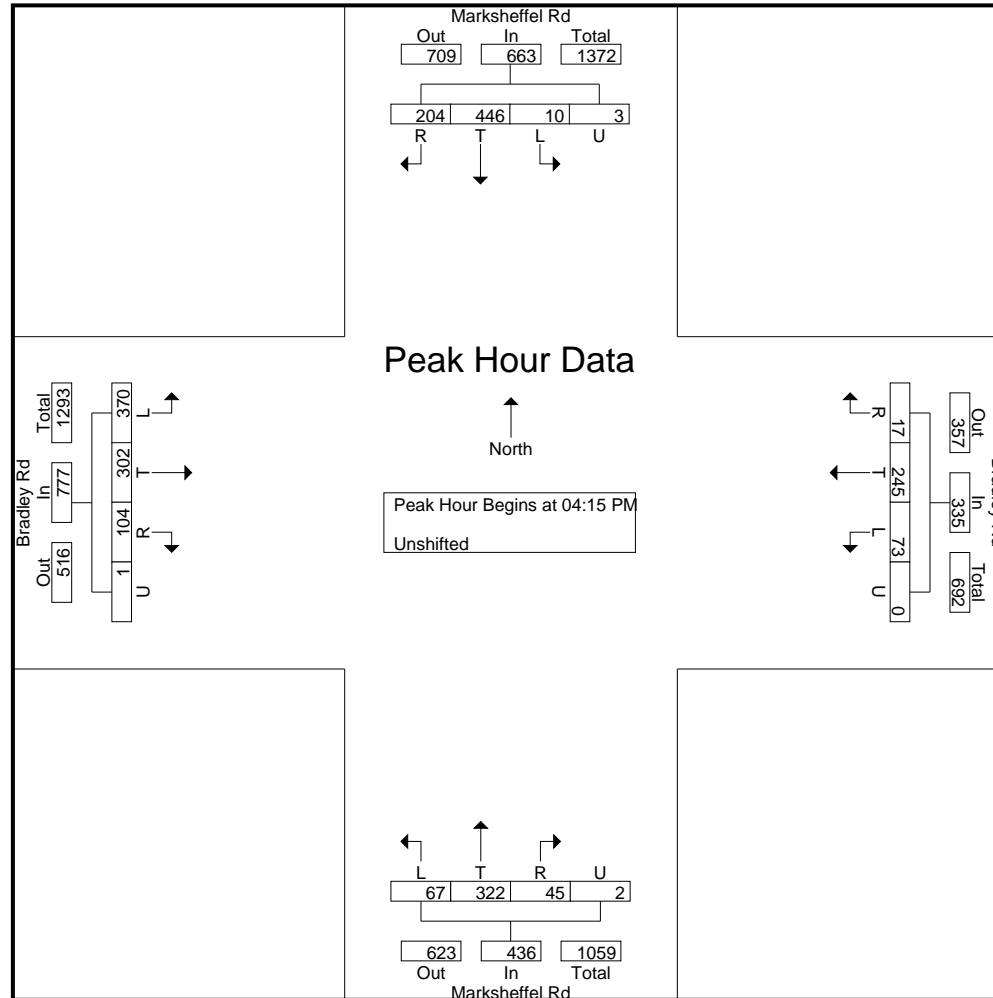 Marksheffel Rd
Out In Total
709 663 1372
204 446 10 3
R T L U
Peak Hour Data
North
Peak Hour Begins at 04:15 PM
Unshifted
Bradley Rd
Total In Out
1293 777 516
370 302 104 1
L T R U
R T L U
17 245 73 0
Out In Total
357 335 692
L T R U
67 322 45 2
623 436 1059
Out In Total
Marksheffel Rd